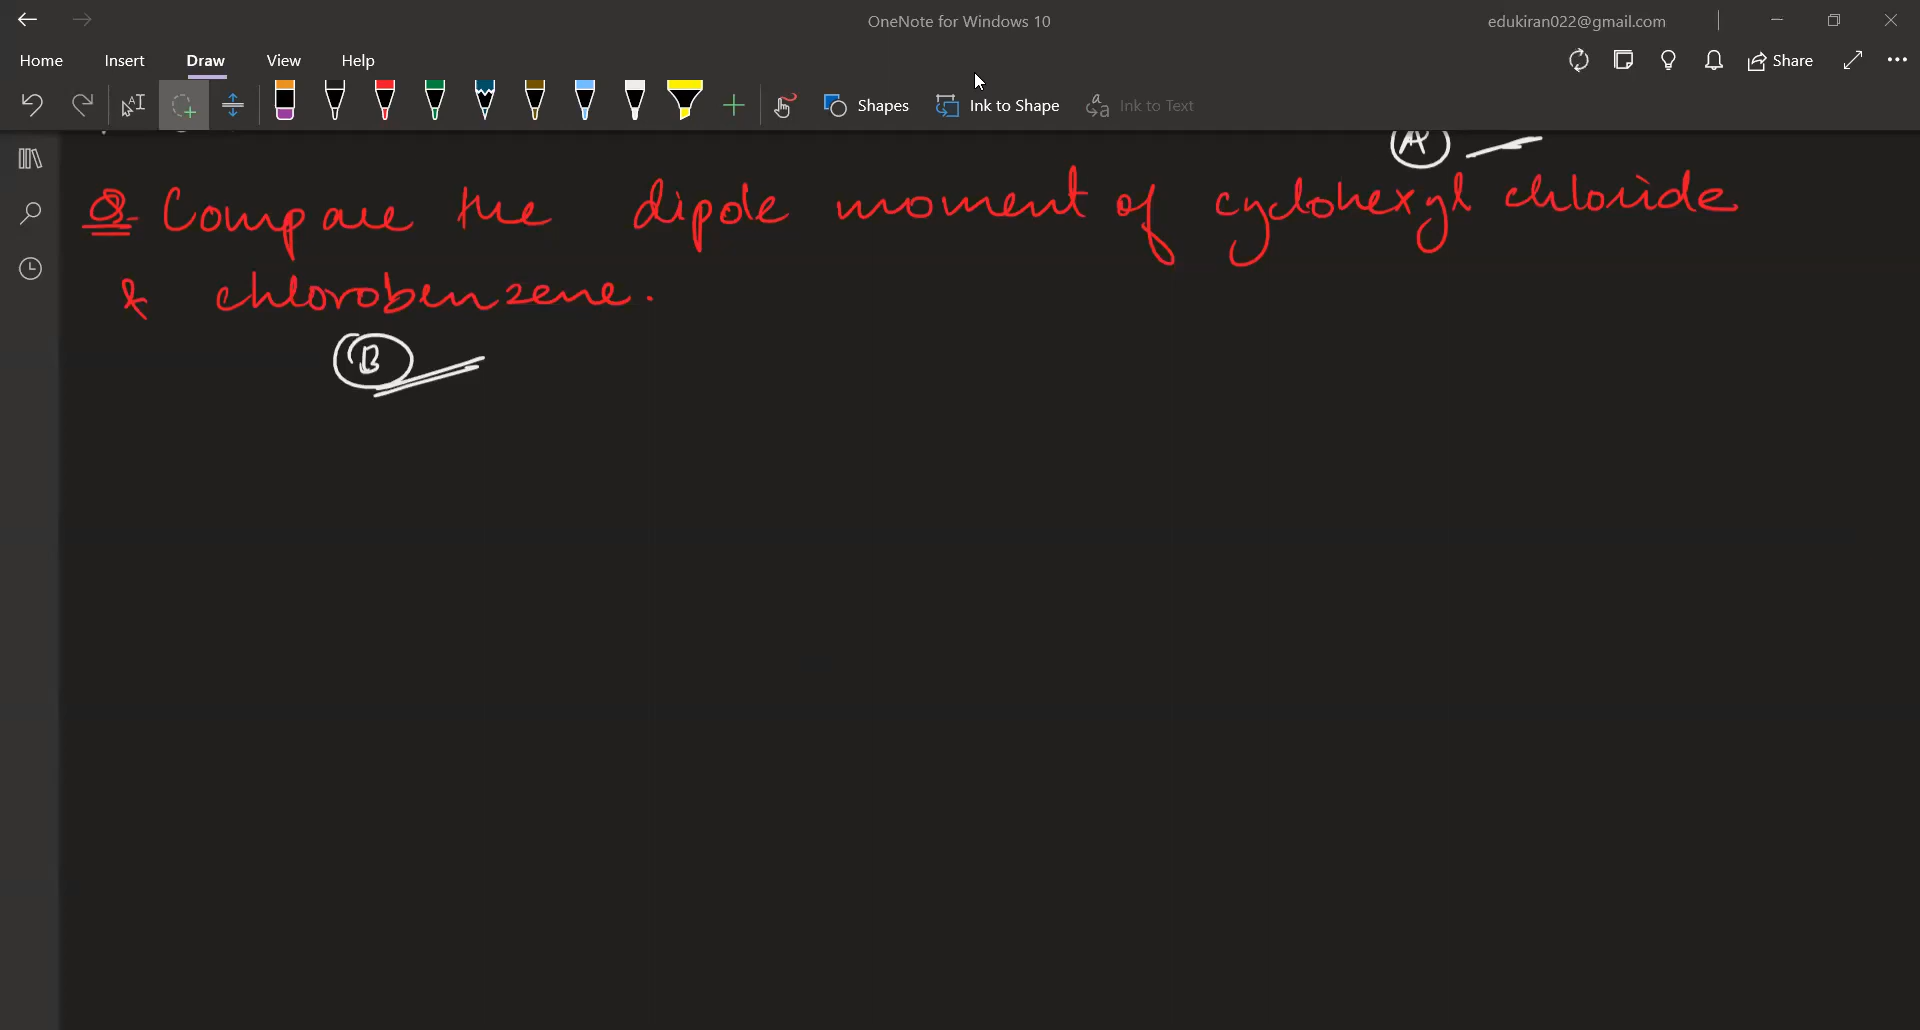 OneNote for Windows 10
edukiran022@gmail.com
Home Insert Draw View Help
Share
Shapes Ink to Shape Ink to Text
A
Q. Compare the dipole moment of cyclohexyl chloride
& chlorobenzene.
B